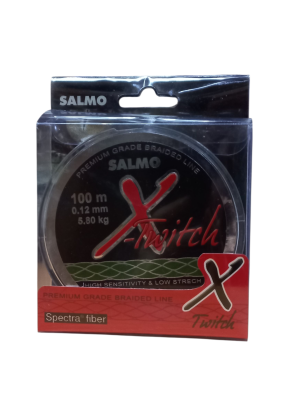 SALMO
PREMIUM GRADE BRAIDED LINE
SALMO
100 m
0,12 mm
5,80 kg
X-Twitch
HIGH SENSITIVITY & LOW STRECH
PREMIUM GRADE BRAIDED LINE
X
Twitch
Spectra® fiber